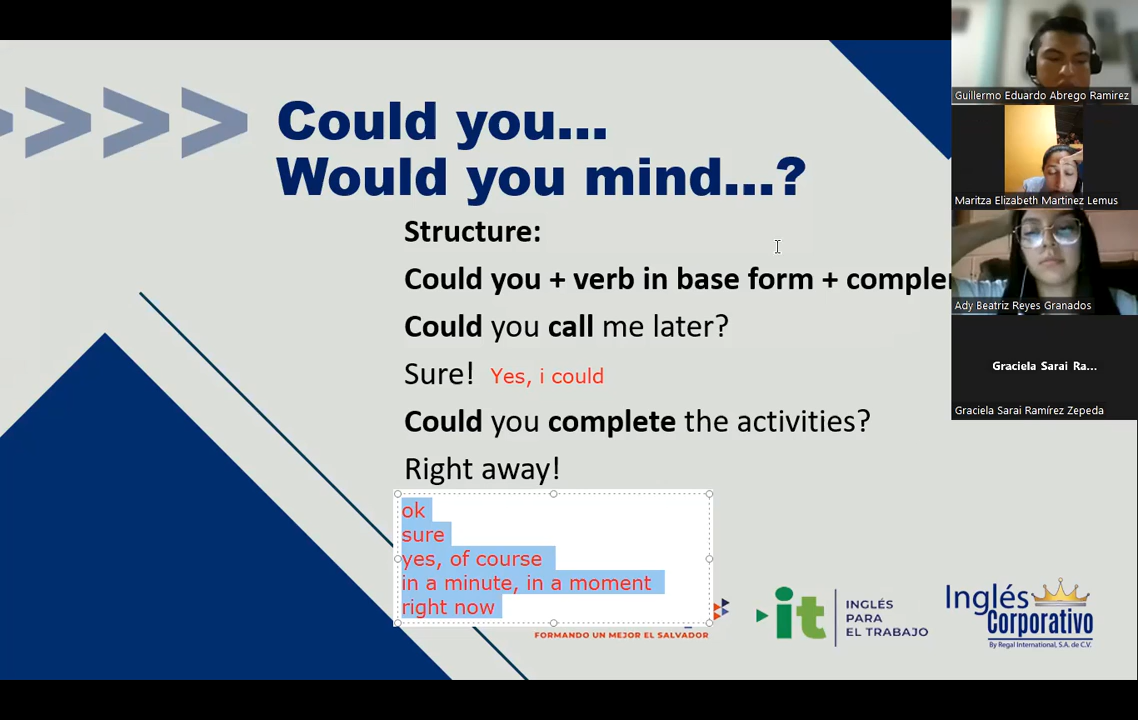 Could you...
Would you mind...?
Structure:
Could you + verb in base form + compler
Could you call me later?
Sure! Yes, i could
Could you complete the activities?
Right away!
ok
sure
yes, of course
in a minute, in a moment
right now
FORMANDO UN MEJOR EL SALVADOR
it
INGLÉS
PARA
EL TRABAJO
Inglés
Corporativo
By Regal International, S.A. de C.V.
Guillermo Eduardo Abrego Ramirez
Maritza Elizabeth Martinez Lemus
Ady Beatriz Reyes Granados
Graciela Sarai Ra...
Graciela Sarai Ramírez Zepeda